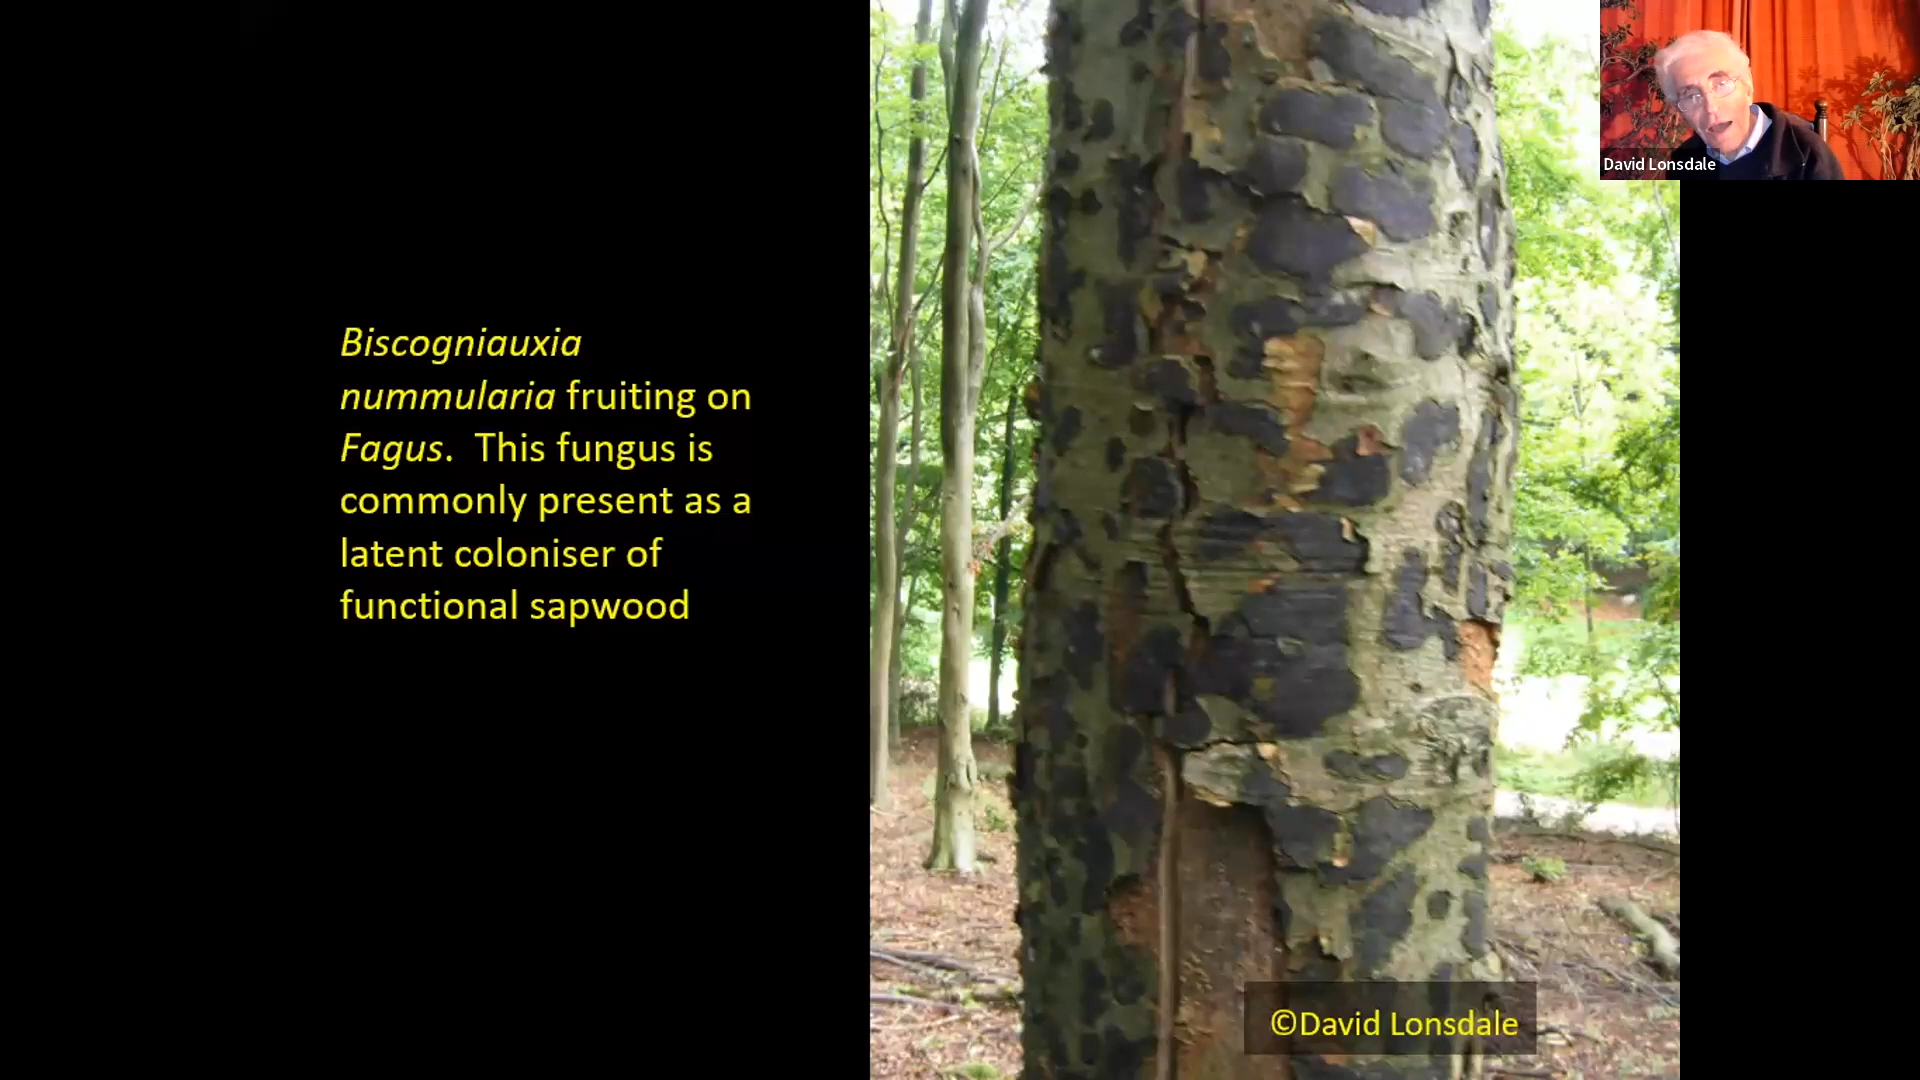 David Lonsdale
Biscogniauxia
nummularia fruiting on
Fagus. This fungus is
commonly present as a
latent coloniser of
functional sapwood
©David Lonsdale